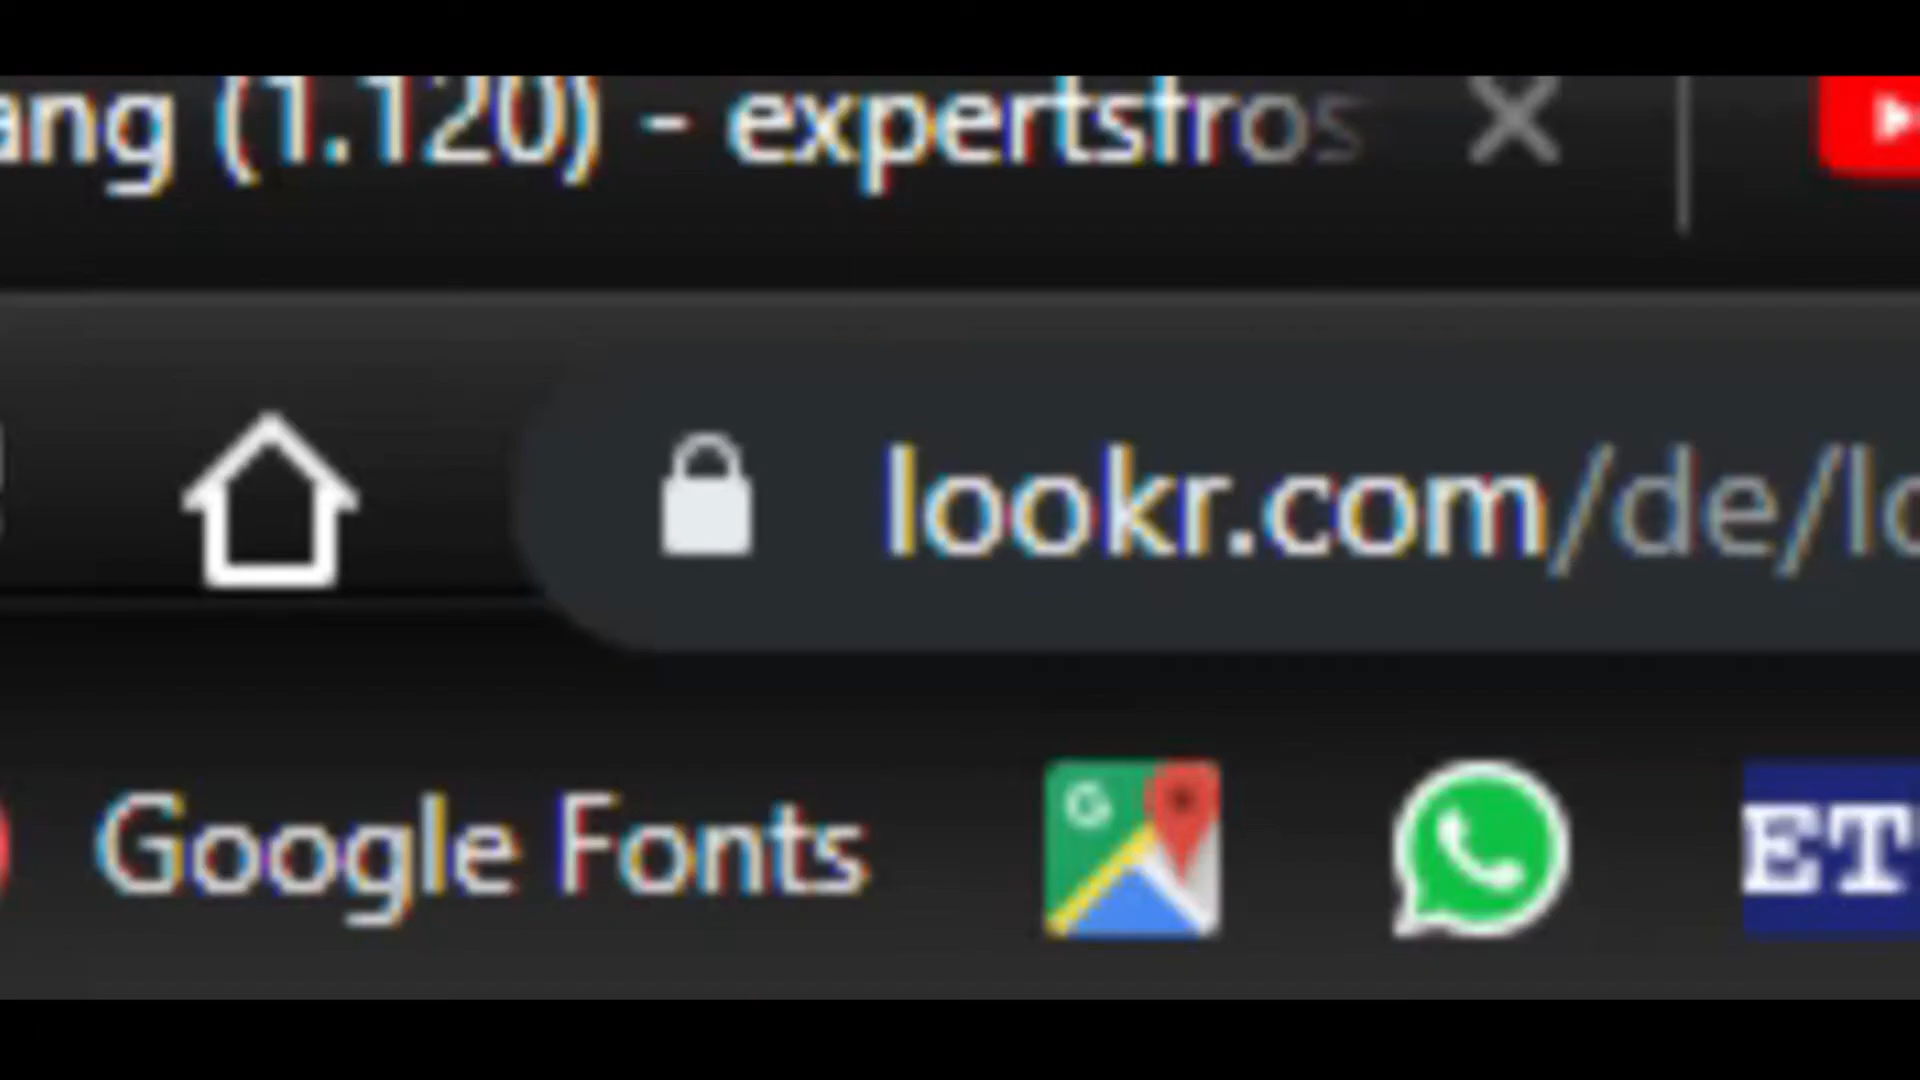 ang (1.120) - expertsfros
lookr.com/de/lo
Google Fonts
G
ET